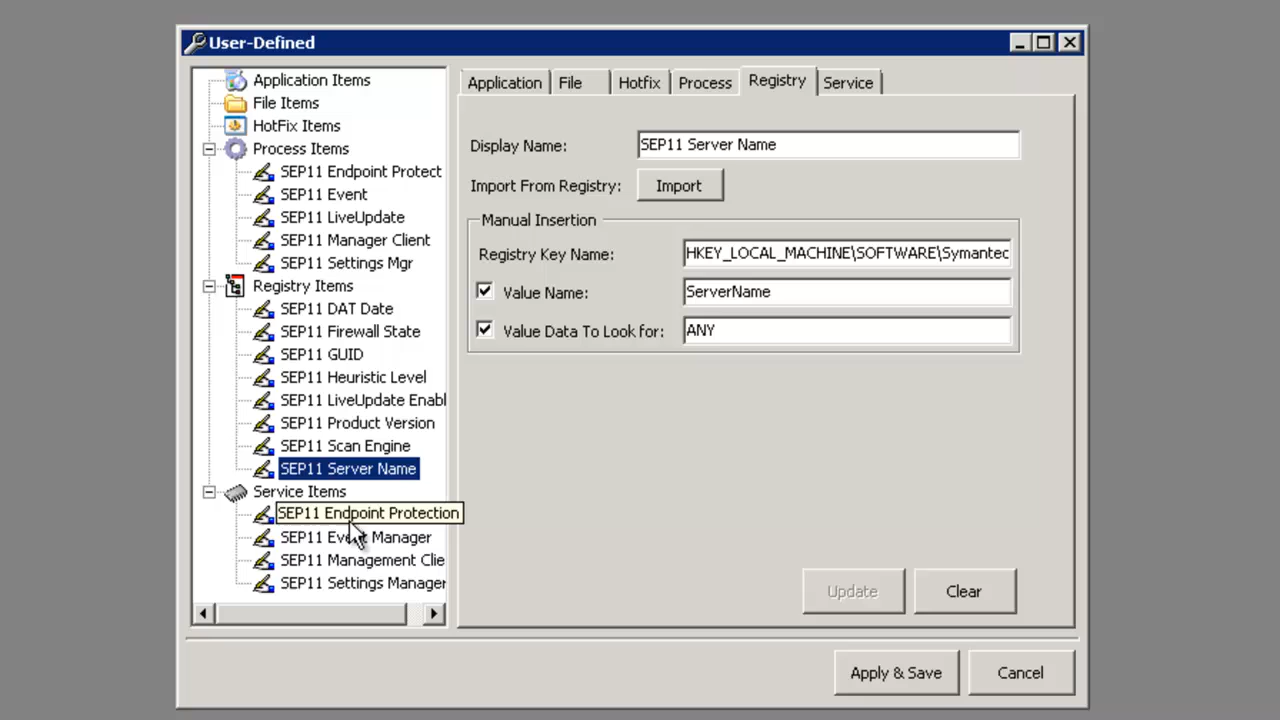 User-Defined
Application Items
File Items
HotFix Items
Process Items
SEP11 Endpoint Protect
SEP11 Event
SEP11 LiveUpdate
SEP11 Manager Client
SEP11 Settings Mgr
Registry Items
SEP11 DAT Date
SEP11 Firewall State
SEP11 GUID
SEP11 Heuristic Level
SEP11 LiveUpdate Enabl
SEP11 Product Version
SEP11 Scan Engine
SEP11 Server Name
Service Items
SEP11 Endpoint Protection
SEP11 Event Manager
SEP11 Management Clie
SEP11 Settings Manager
Application File Hotfix Process Registry Service
Display Name: SEP11 Server Name
Import From Registry: Import
Manual Insertion
Registry Key Name: HKEY_LOCAL_MACHINE\SOFTWARE\Symantec
Value Name: ServerName
Value Data To Look for: ANY
Update Clear
Apply & Save Cancel